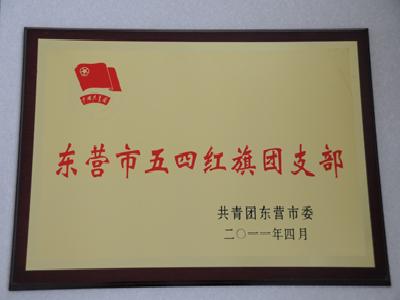 东营市五四红旗团支部
共青团东营市委
二〇一一年四月